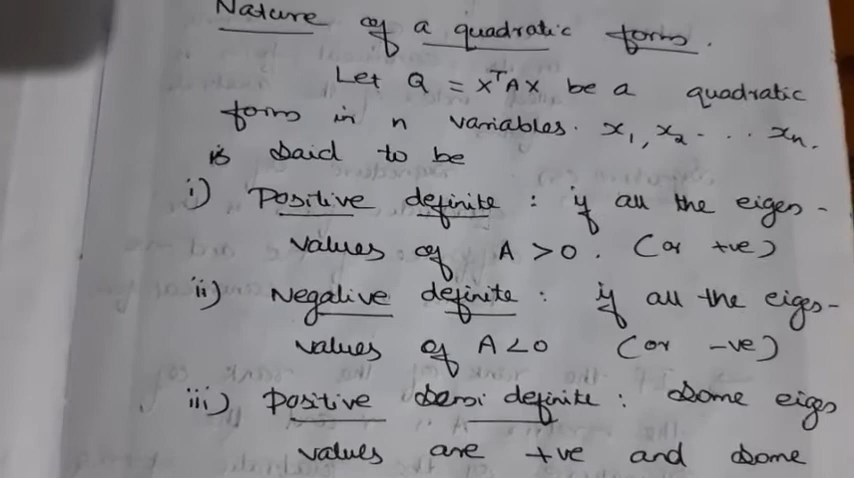 Nature of a quadratic form.
Let Q = XᵀAX be a quadratic
form in n variables. x₁, x₂ - ... xₙ.
is said to be
i) Positive definite : if all the eigen -
values of A > 0. (or +ve)
ii) Negative definite : if all the eigen -
values of A < 0 (or -ve)
iii) Positive semi definite : some eigen
values are +ve and some